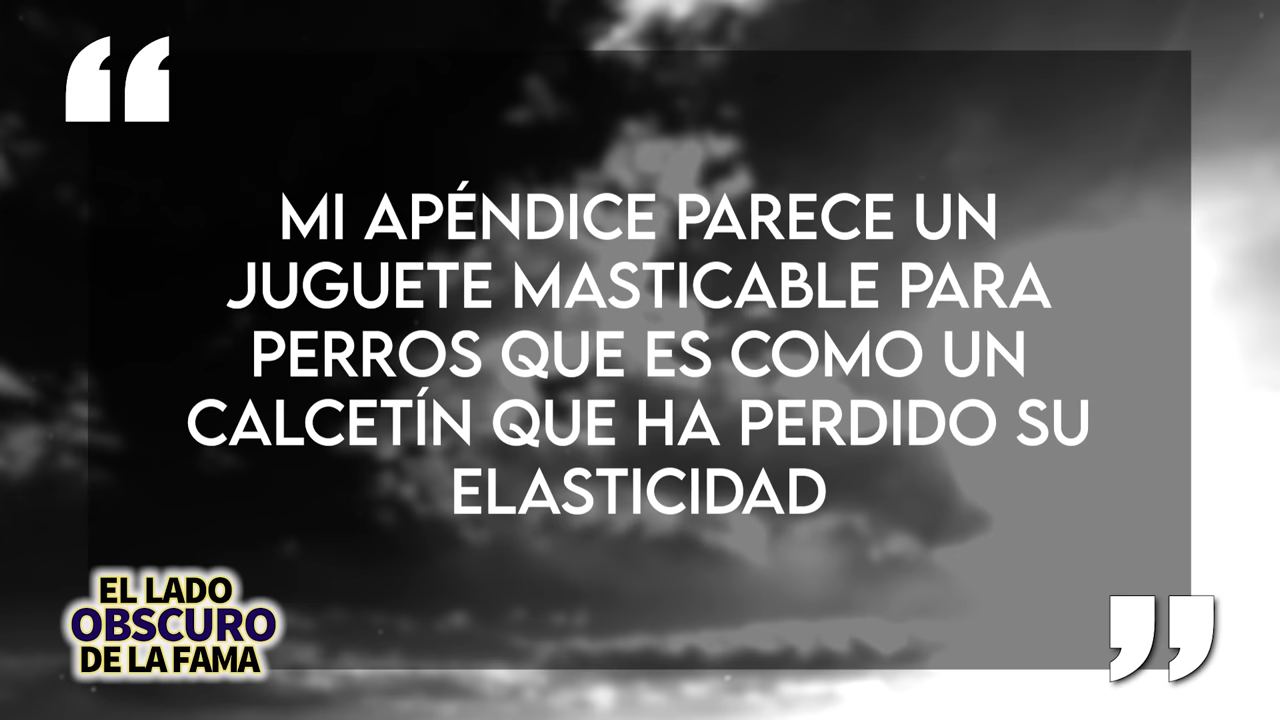 “
MI APÉNDICE PARECE UN
JUGUETE MASTICABLE PARA
PERROS QUE ES COMO UN
CALCETÍN QUE HA PERDIDO SU
ELASTICIDAD
”
EL LADO
OBSCURO
DE LA FAMA